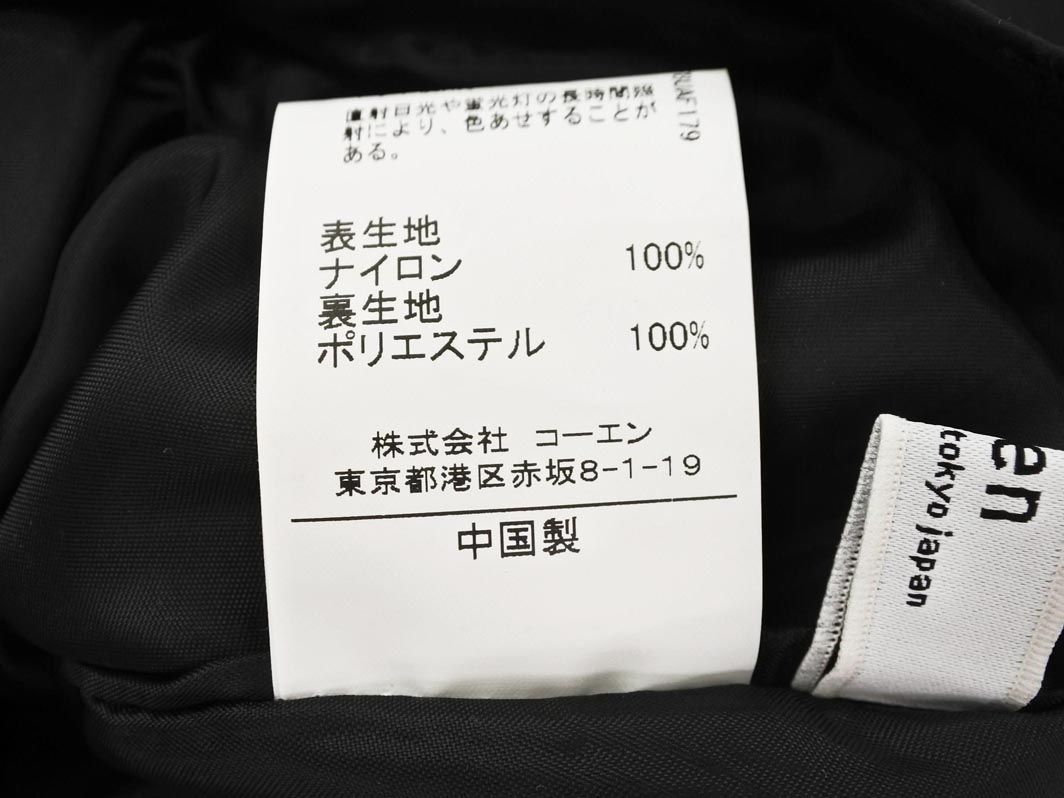 直射日光や蛍光灯の長時間照
射により、色あせすることが
ある。
表生地
ナイロン 100%
裏生地
ポリエステル 100%
株式会社 コーエン
東京都港区赤坂8-1-19
中国製
en
tokyo japan